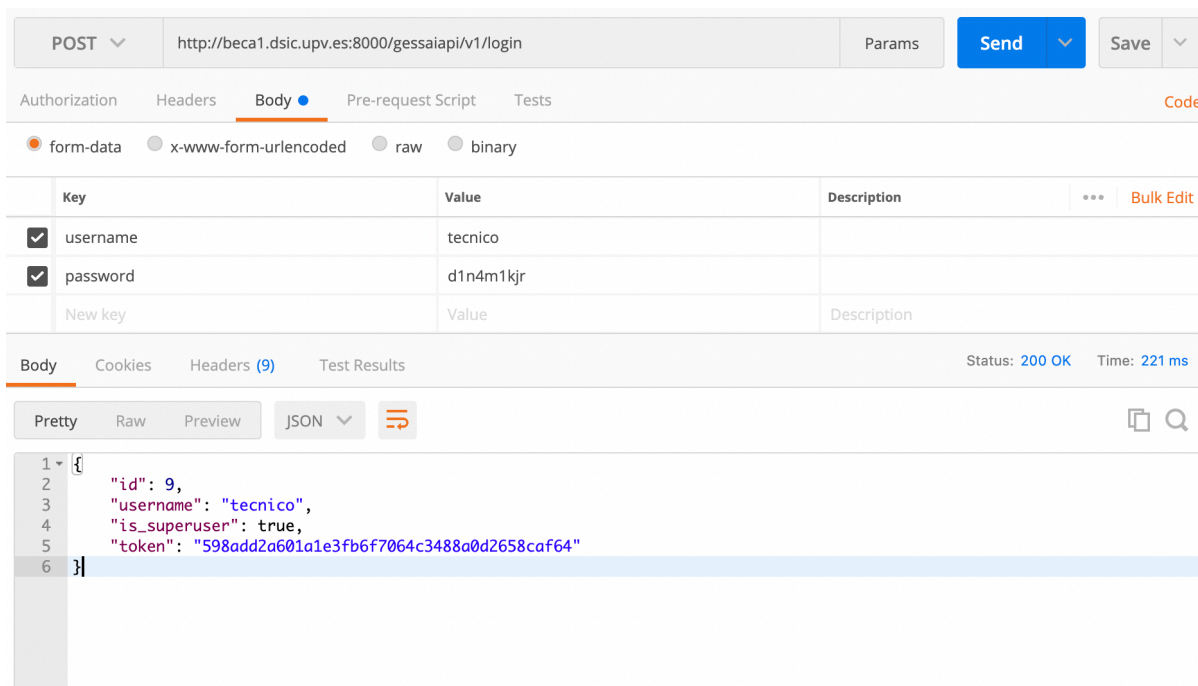 POST http://beca1.dsic.upv.es:8000/gessaiapi/v1/login Params Send Save
Authorization Headers Body Pre-request Script Tests Code
form-data x-www-form-urlencoded raw binary
Key Value Description ••• Bulk Edit
username tecnico
password d1n4m1kjr
New key Value Description
Body Cookies Headers (9) Test Results Status: 200 OK Time: 221 ms
Pretty Raw Preview JSON
1 {
2 "id": 9,
3 "username": "tecnico",
4 "is_superuser": true,
5 "token": "598add2a601a1e3fb6f7064c3488a0d2658caf64"
6 }